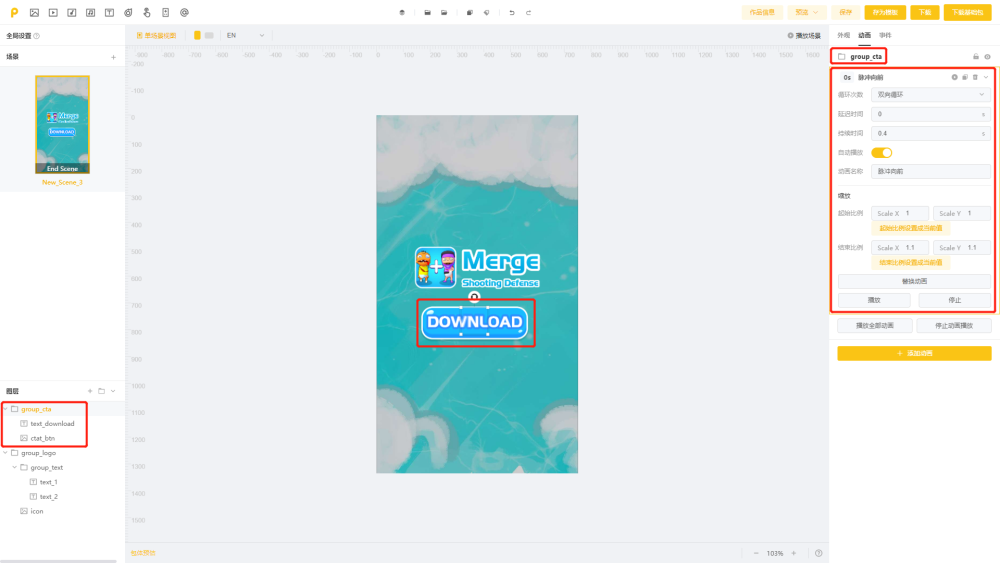 作品信息
预览
保存
存为模板
下载
下载基础包
全局设置
单场景视图
EN
播放场景
外观 动画 事件
场景
group_cta
0s 脉冲向前
循环次数 双向循环
延迟时间 0 s
持续时间 0.4 s
自动播放
动画名称 脉冲向前
缩放
起始比例 Scale X 1 Scale Y 1
起始比例设置成当前值
结束比例 Scale X 1.1 Scale Y 1.1
结束比例设置成当前值
替换动画
播放 停止
播放全部动画 停止动画播放
+ 添加动画
-900 -800 -700 -600 -500 -400 -300 -200 -100 0 100 200 300 400 500 600 700 800 900 1000 1100 1200 1300 1400 1500 1600
-200
-100
0
100
200
300
400
500
600
700
800
900
1000
1100
1200
1300
1400
1500
Merge
Shooting Defense
DOWNLOAD
Merge
DOWNLOAD
End Scene
New_Scene_3
图层
group_cta
text_download
ctat_btn
group_logo
group_text
text_1
text_2
icon
103%